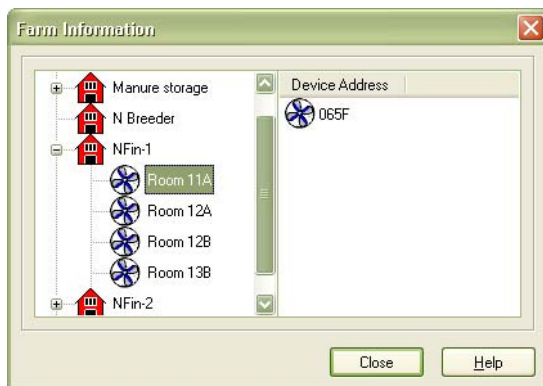 Farm Information
Manure storage
N Breeder
NFin-1
Room 11A
Room 12A
Room 12B
Room 13B
NFin-2
Device Address
065F
Close
Help